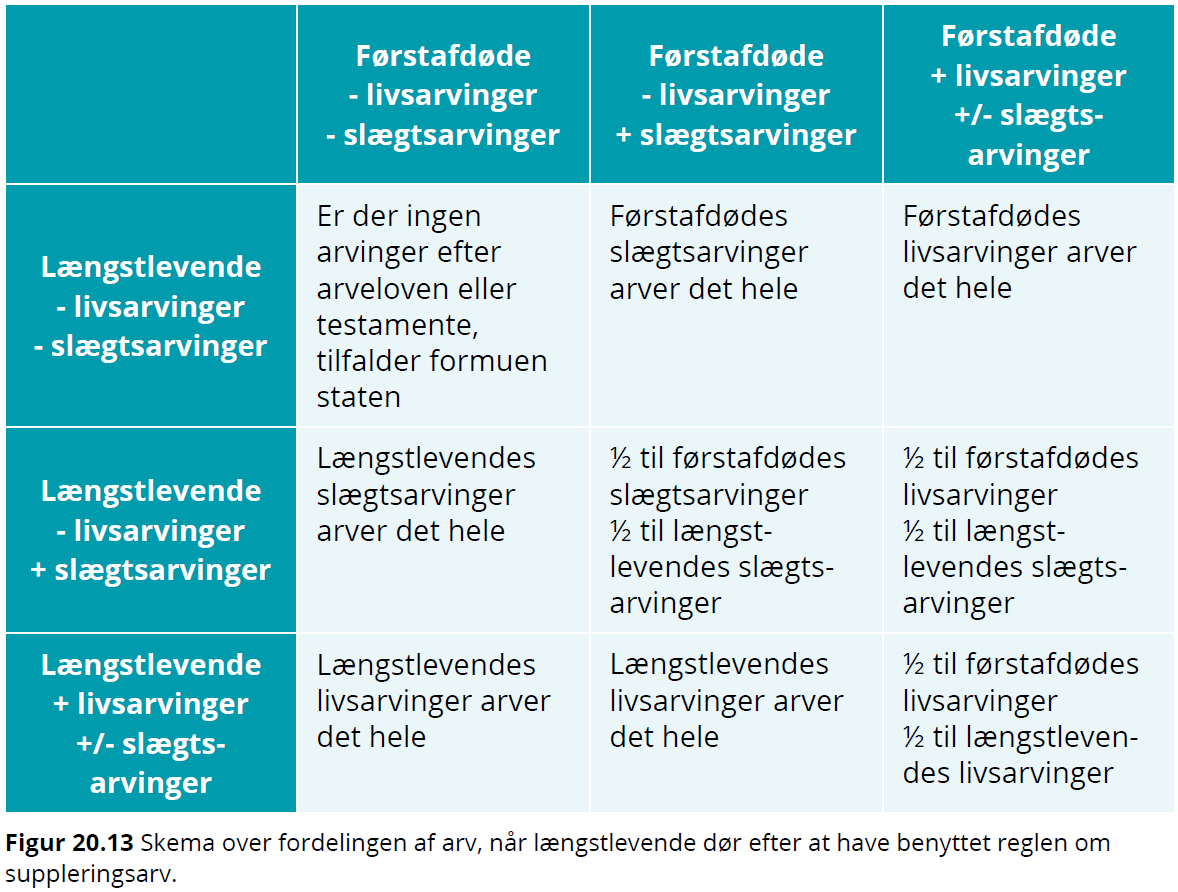 Førstafdøde
- livsarvinger
- slægtsarvinger
Førstafdøde
- livsarvinger
+ slægtsarvinger
Førstafdøde
+ livsarvinger
+/- slægts-
arvinger
Længstlevende
- livsarvinger
- slægtsarvinger
Er der ingen
arvinger efter
arveloven eller
testamente,
tilfalder formuen
staten
Førstafdødes
slægtsarvinger
arver det hele
Førstafdødes
livsarvinger arver
det hele
Længstlevende
- livsarvinger
+ slægtsarvinger
Længstlevendes
slægtsarvinger
arver det hele
½ til førstafdødes
slægtsarvinger
½ til længst-
levendes slægts-
arvinger
½ til førstafdødes
livsarvinger
½ til længst-
levendes slægts-
arvinger
Længstlevende
+ livsarvinger
+/- slægts-
arvinger
Længstlevendes
livsarvinger arver
det hele
Længstlevendes
livsarvinger arver
det hele
½ til førstafdødes
livsarvinger
½ til længstleven-
des livsarvinger
Figur 20.13 Skema over fordelingen af arv, når længstlevende dør efter at have benyttet reglen om
suppleringsarv.